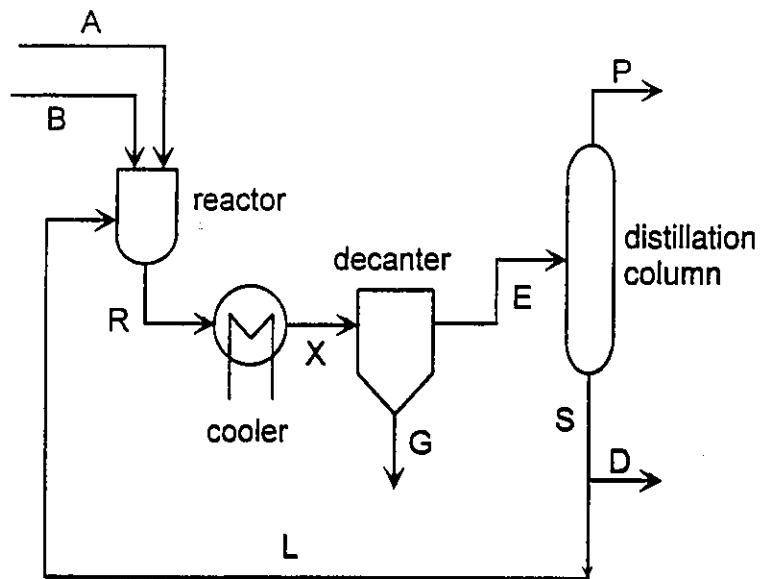 A
P
B
reactor
distillation
column
decanter
E
R
X
S
cooler
G
D
L